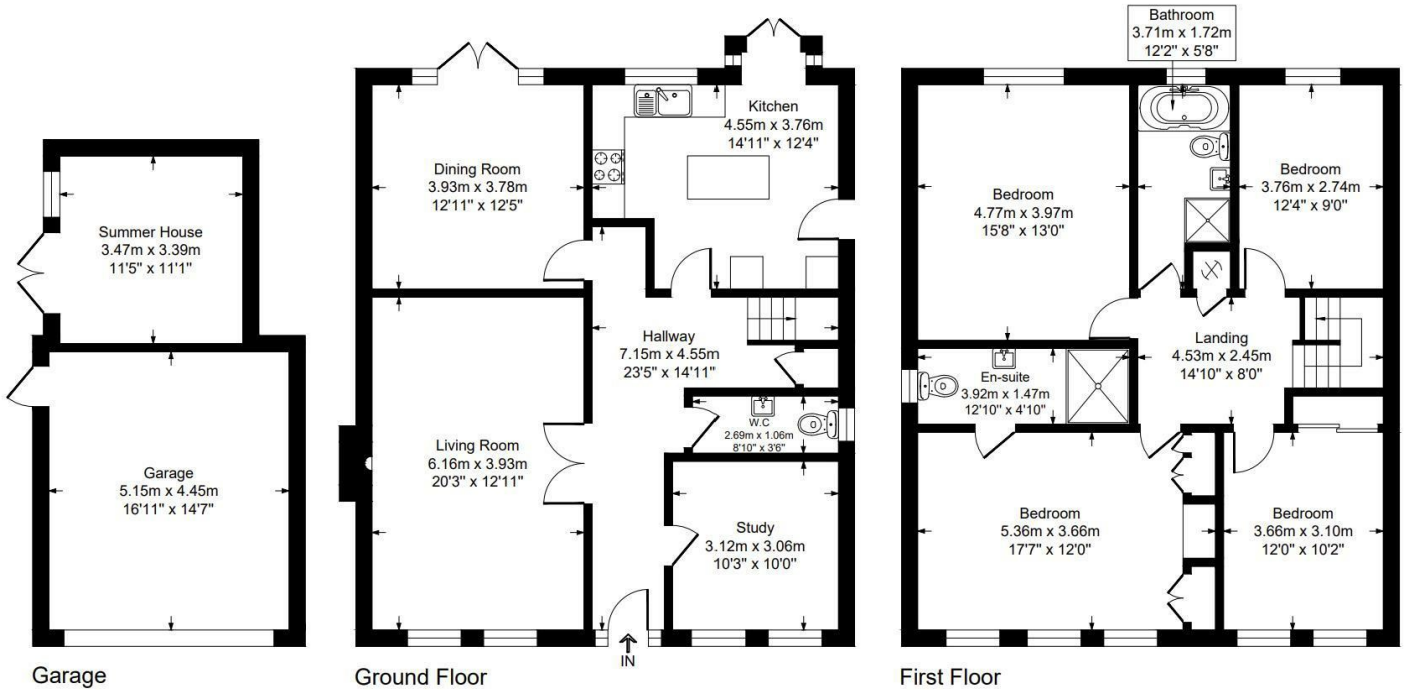 Summer House
3.47m x 3.39m
11'5" x 11'1"
Garage
5.15m x 4.45m
16'11" x 14'7"
Garage
Dining Room
3.93m x 3.78m
12'11" x 12'5"
Kitchen
4.55m x 3.76m
14'11" x 12'4"
Hallway
7.15m x 4.55m
23'5" x 14'11"
W.C
2.69m x 1.06m
8'10" x 3'6"
Living Room
6.16m x 3.93m
20'3" x 12'11"
Study
3.12m x 3.06m
10'3" x 10'0"
IN
Ground Floor
Bathroom
3.71m x 1.72m
12'2" x 5'8"
Bedroom
4.77m x 3.97m
15'8" x 13'0"
Bedroom
3.76m x 2.74m
12'4" x 9'0"
Landing
4.53m x 2.45m
14'10" x 8'0"
En-suite
3.92m x 1.47m
12'10" x 4'10"
Bedroom
5.36m x 3.66m
17'7" x 12'0"
Bedroom
3.66m x 3.10m
12'0" x 10'2"
First Floor